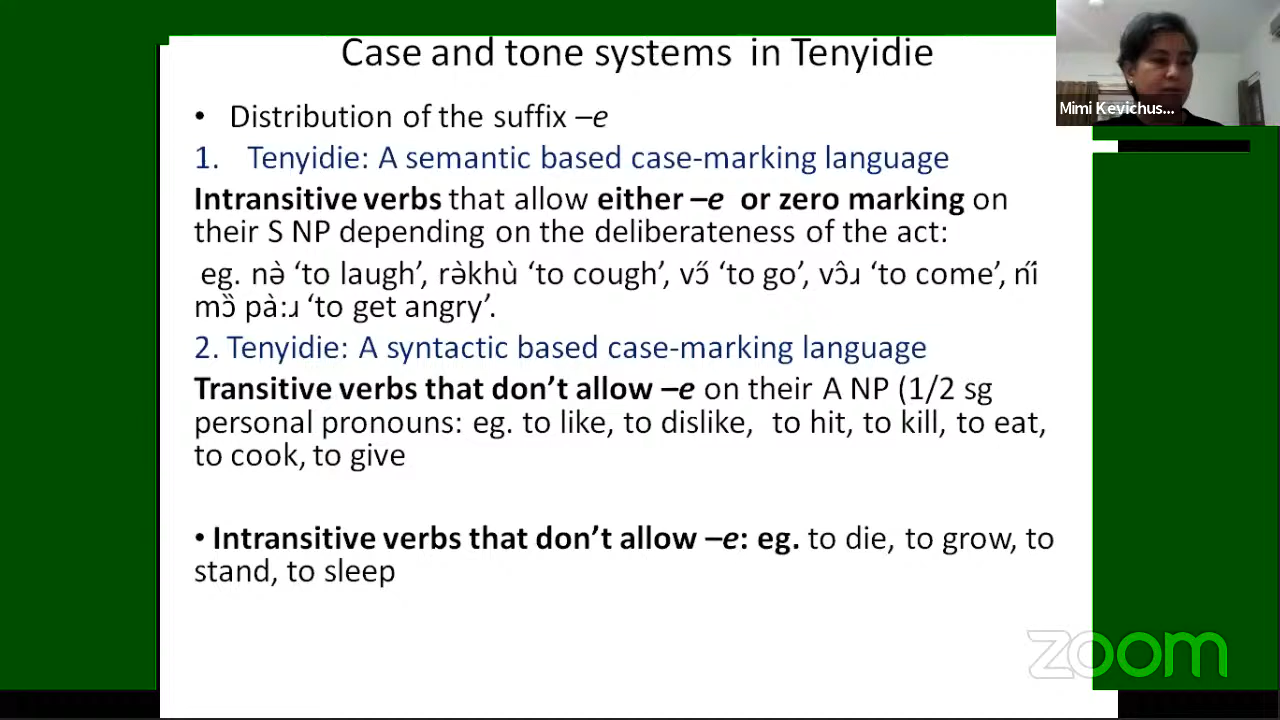 Case and tone systems in Tenyidie
Mimi Kevichus...
• Distribution of the suffix –e
1. Tenyidie: A semantic based case-marking language
Intransitive verbs that allow either –e or zero marking on
their S NP depending on the deliberateness of the act:
eg. nə̀ ‘to laugh’, rə̀khù ‘to cough’, vɔ̋ ‘to go’, vɔ̂ɹ ‘to come’, nı̋
mɔ̏ pà:ɹ ‘to get angry’.
2. Tenyidie: A syntactic based case-marking language
Transitive verbs that don’t allow –e on their A NP (1/2 sg
personal pronouns: eg. to like, to dislike, to hit, to kill, to eat,
to cook, to give
• Intransitive verbs that don’t allow –e: eg. to die, to grow, to
stand, to sleep
zoom